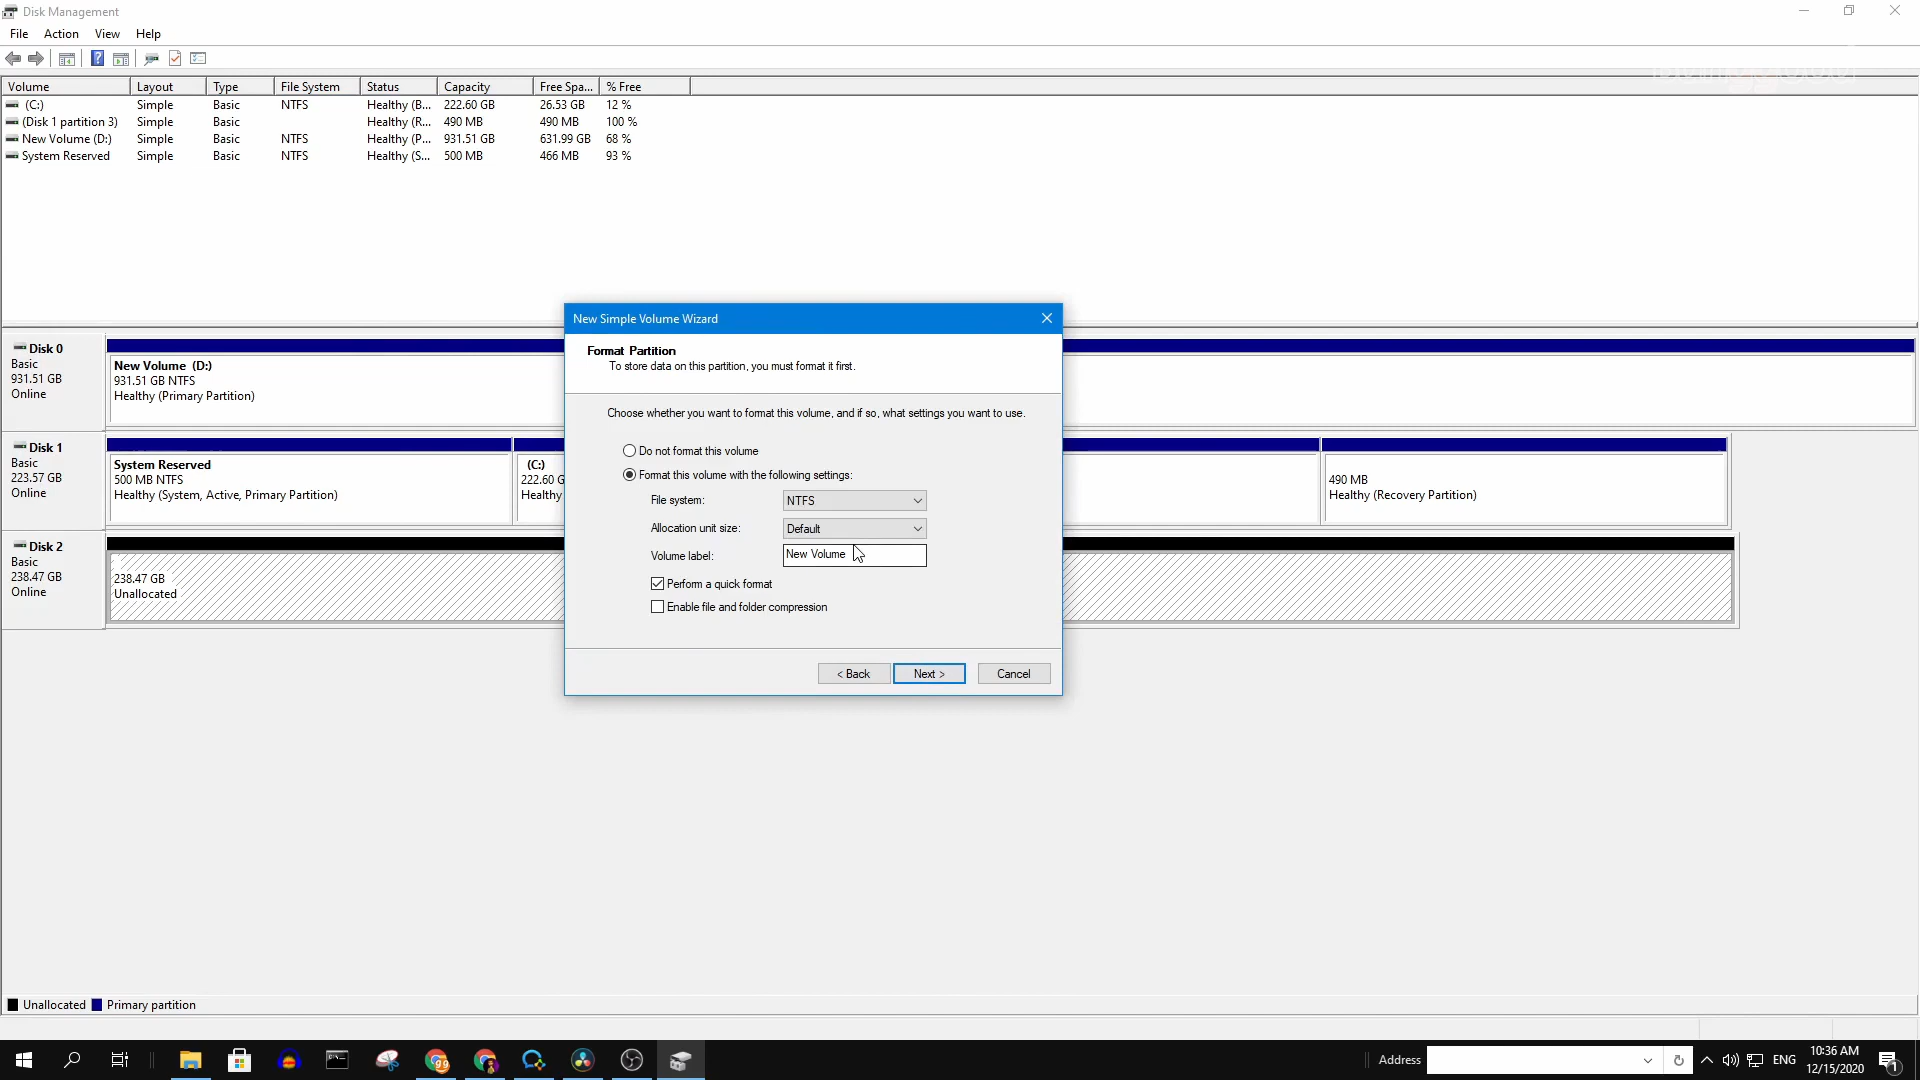 Disk Management
File Action View Help
Volume Layout Type File System Status Capacity Free Spa... % Free
(C:) Simple Basic NTFS Healthy (B... 222.60 GB 26.53 GB 12 %
(Disk 1 partition 3) Simple Basic Healthy (R... 490 MB 490 MB 100 %
New Volume (D:) Simple Basic NTFS Healthy (P... 931.51 GB 631.99 GB 68 %
System Reserved Simple Basic NTFS Healthy (S... 500 MB 466 MB 93 %
Disk 0
Basic
931.51 GB
Online
New Volume (D:)
931.51 GB NTFS
Healthy (Primary Partition)
Disk 1
Basic
223.57 GB
Online
System Reserved
500 MB NTFS
Healthy (System, Active, Primary Partition)
(C:)
222.60 G
Healthy
490 MB
Healthy (Recovery Partition)
Disk 2
Basic
238.47 GB
Online
238.47 GB
Unallocated
New Simple Volume Wizard
Format Partition
To store data on this partition, you must format it first.
Choose whether you want to format this volume, and if so, what settings you want to use.
Do not format this volume
Format this volume with the following settings:
File system: NTFS
Allocation unit size: Default
Volume label: New Volume
Perform a quick format
Enable file and folder compression
< Back Next > Cancel
Unallocated Primary partition
Address ENG 10:36 AM
12/15/2020 1